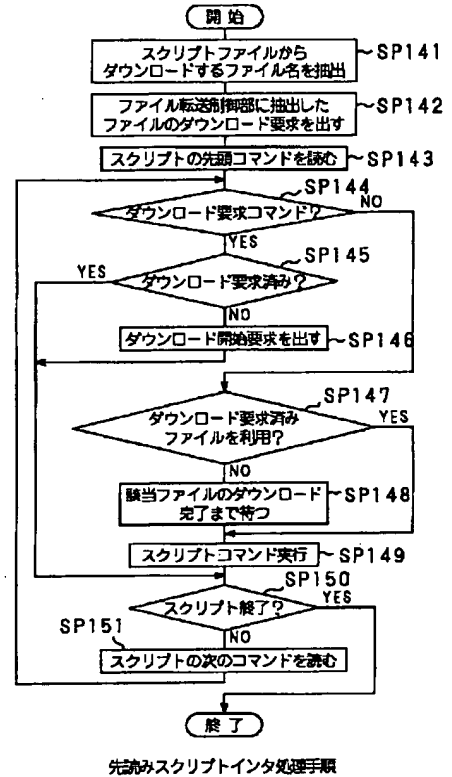 開始
スクリプトファイルから
ダウンロードするファイル名を抽出
SP141
ファイル転送制御部に抽出した
ファイルのダウンロード要求を出す
SP142
スクリプトの先頭コマンドを読む
SP143
SP144
ダウンロード要求コマンド?
NO
YES
SP145
YES
ダウンロード要求済み?
NO
ダウンロード開始要求を出す
SP146
SP147
ダウンロード要求済み
ファイルを利用?
YES
NO
該当ファイルのダウンロード
完了まで待つ
SP148
スクリプトコマンド実行
SP149
SP150
スクリプト終了?
YES
SP151
NO
スクリプトの次のコマンドを読む
終了
先読みスクリプトインタ処理手順